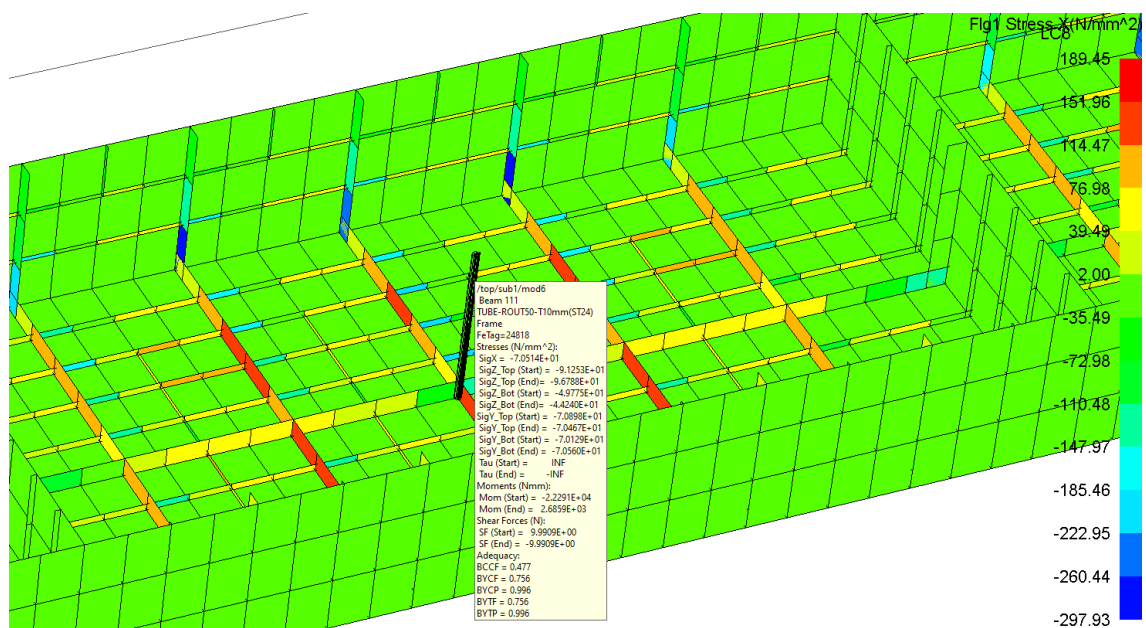 Flg1 Stress X(N/mm^2)
LC8
189.45
151.96
114.47
76.98
39.49
2.00
-35.49
-72.98
-110.48
-147.97
-185.46
-222.95
-260.44
-297.93
/top/sub1/mod6
Beam 111
TUBE-ROUT50-T10mm(ST24)
Frame
FeTag=24818
Stresses (N/mm^2):
SigX = -7.0514E+01
SigZ_Top (Start) = -9.1253E+01
SigZ_Top (End)= -9.6788E+01
SigZ_Bot (Start) = -4.9775E+01
SigZ_Bot (End)= -4.4240E+01
SigY_Top (Start) = -7.0898E+01
SigY_Top (End) = -7.0467E+01
SigY_Bot (Start) = -7.0129E+01
SigY_Bot (End) = -7.0560E+01
Tau (Start) = INF
Tau (End) = -INF
Moments (Nmm):
Mom (Start) = -2.2291E+04
Mom (End) = 2.6859E+03
Shear Forces (N):
SF (Start) = 9.9909E+00
SF (End) = -9.9909E+00
Adequacy:
BCCF = 0.477
BYCF = 0.756
BYCP = 0.996
BYTF = 0.756
BYTP = 0.996